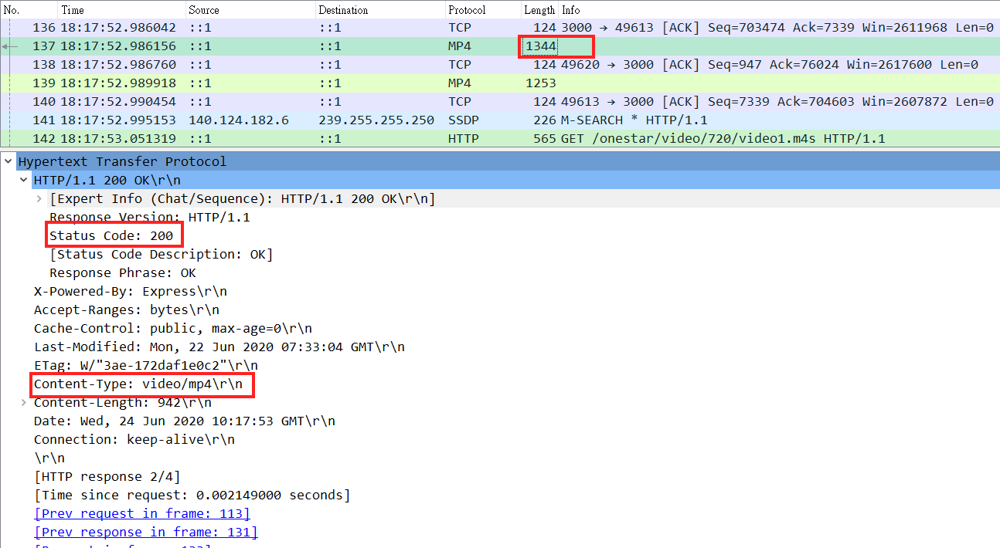 No. Time Source Destination Protocol Length Info
136 18:17:52.986042 ::1 ::1 TCP 124 3000 → 49613 [ACK] Seq=703474 Ack=7339 Win=2611968 Len=0
137 18:17:52.986156 ::1 ::1 MP4 1344
138 18:17:52.986760 ::1 ::1 TCP 124 49620 → 3000 [ACK] Seq=947 Ack=76024 Win=2617600 Len=0
139 18:17:52.989918 ::1 ::1 MP4 1253
140 18:17:52.990454 ::1 ::1 TCP 124 49613 → 3000 [ACK] Seq=7339 Ack=704603 Win=2607872 Len=0
141 18:17:52.995153 140.124.182.6 239.255.255.250 SSDP 226 M-SEARCH * HTTP/1.1
142 18:17:53.051319 ::1 ::1 HTTP 565 GET /onestar/video/720/video1.m4s HTTP/1.1
Hypertext Transfer Protocol
HTTP/1.1 200 OK\r\n
[Expert Info (Chat/Sequence): HTTP/1.1 200 OK\r\n]
Response Version: HTTP/1.1
Status Code: 200
[Status Code Description: OK]
Response Phrase: OK
X-Powered-By: Express\r\n
Accept-Ranges: bytes\r\n
Cache-Control: public, max-age=0\r\n
Last-Modified: Mon, 22 Jun 2020 07:33:04 GMT\r\n
ETag: W/"3ae-172daf1e0c2"\r\n
Content-Type: video/mp4\r\n
Content-Length: 942\r\n
Date: Wed, 24 Jun 2020 10:17:53 GMT\r\n
Connection: keep-alive\r\n
\r\n
[HTTP response 2/4]
[Time since request: 0.002149000 seconds]
[Prev request in frame: 113]
[Prev response in frame: 131]